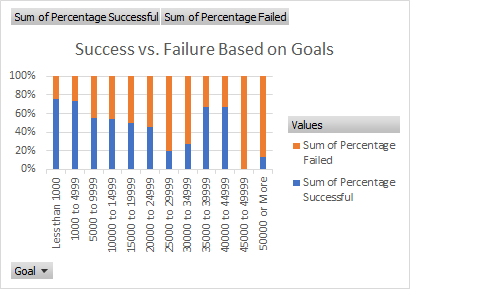 Sum of Percentage Successful Sum of Percentage Failed
Success vs. Failure Based on Goals
100%
80%
60%
40%
20%
0%
Less than 1000
1000 to 4999
5000 to 9999
10000 to 14999
15000 to 19999
20000 to 24999
25000 to 29999
30000 to 34999
35000 to 39999
40000 to 44999
45000 to 49999
50000 or More
Values
Sum of Percentage
Failed
Sum of Percentage
Successful
Goal